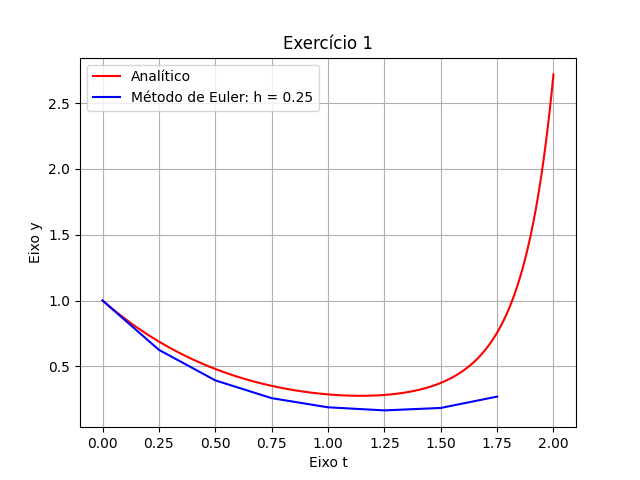 Exercício 1
Analítico
Método de Euler: h = 0.25
Eixo y
2.5
2.0
1.5
1.0
0.5
0.00 0.25 0.50 0.75 1.00 1.25 1.50 1.75 2.00
Eixo t